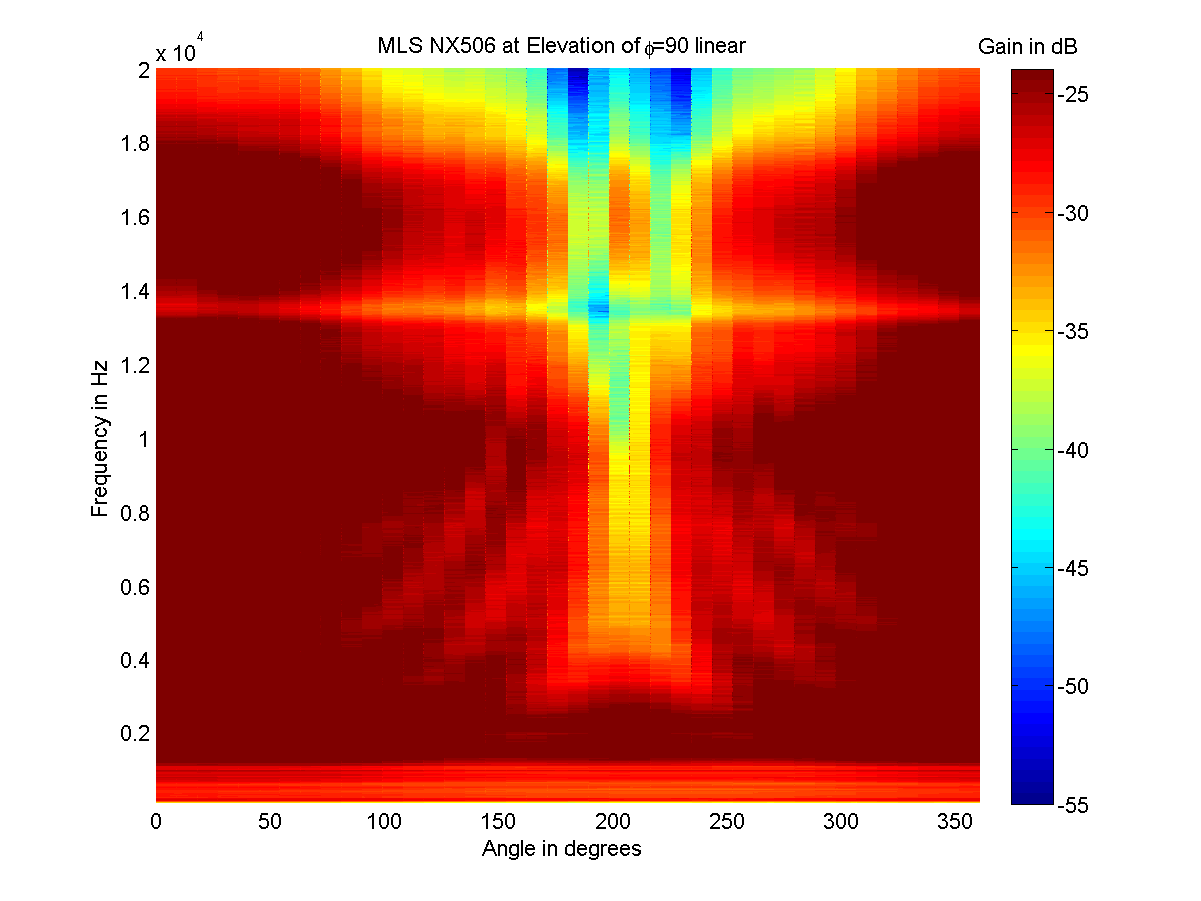 MLS NX506 at Elevation of ϕ=90 linear
Gain in dB
x 10^4
2
1.8
1.6
1.4
1.2
1
0.8
0.6
0.4
0.2
Frequency in Hz
0 50 100 150 200 250 300 350
Angle in degrees
-25
-30
-35
-40
-45
-50
-55